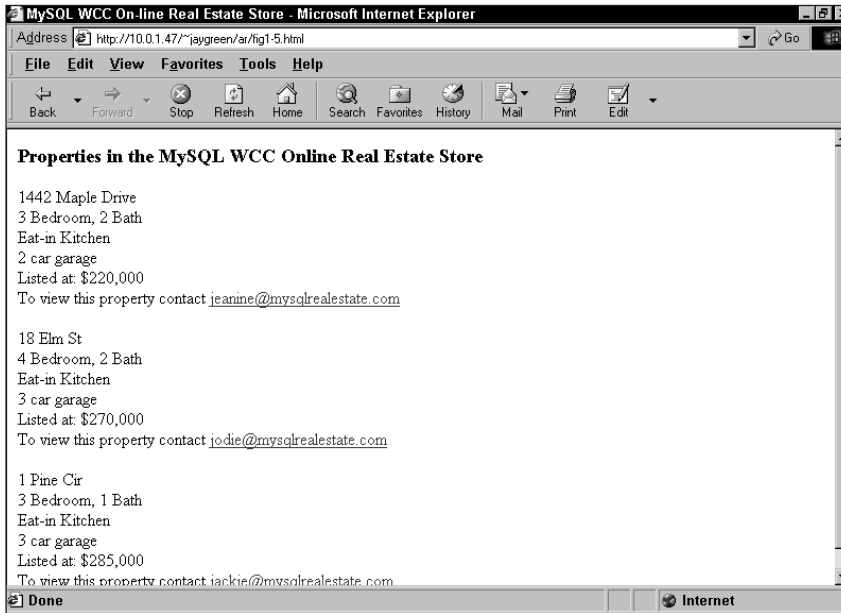 MySQL WCC On-line Real Estate Store - Microsoft Internet Explorer
Address http://10.0.1.47/~jaygreen/ar/fig1-5.html Go
File Edit View Favorites Tools Help
Back Forward Stop Refresh Home Search Favorites History Mail Print Edit
Properties in the MySQL WCC Online Real Estate Store
1442 Maple Drive
3 Bedroom, 2 Bath
Eat-in Kitchen
2 car garage
Listed at: $220,000
To view this property contact jeanine@mysqlrealestate.com
18 Elm St
4 Bedroom, 2 Bath
Eat-in Kitchen
3 car garage
Listed at: $270,000
To view this property contact jodie@mysqlrealestate.com
1 Pine Cir
3 Bedroom, 1 Bath
Eat-in Kitchen
3 car garage
Listed at: $285,000
To view this property contact jackie@mysqlrealestate.com
Done Internet